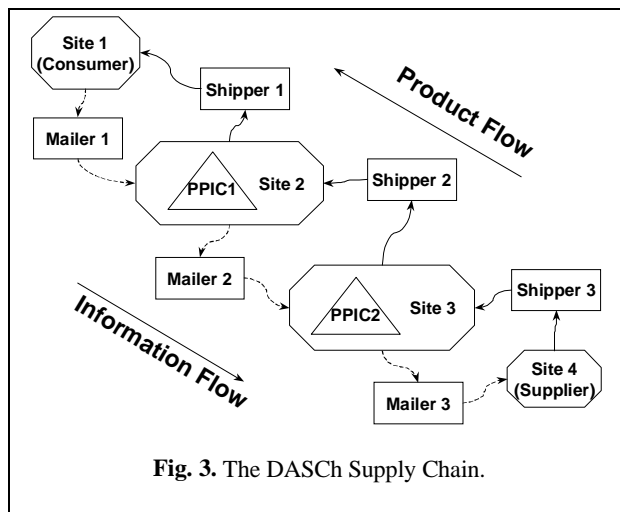 Site 1
(Consumer)
Shipper 1
Product Flow
Mailer 1
PPIC1
Site 2
Shipper 2
Mailer 2
Information Flow
PPIC2
Site 3
Shipper 3
Mailer 3
Site 4
(Supplier)
Fig. 3. The DASCh Supply Chain.